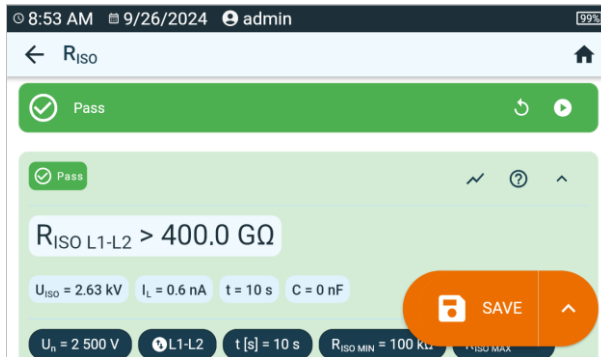 8:53 AM 9/26/2024 admin 99%
RISO
Pass
Pass
RISO L1-L2 > 400.0 GΩ
UISO = 2.63 kV IL = 0.6 nA t = 10 s C = 0 nF
SAVE
Un = 2 500 V L1-L2 t [s] = 10 s RISO MIN = 100 kΩ RISO MAX